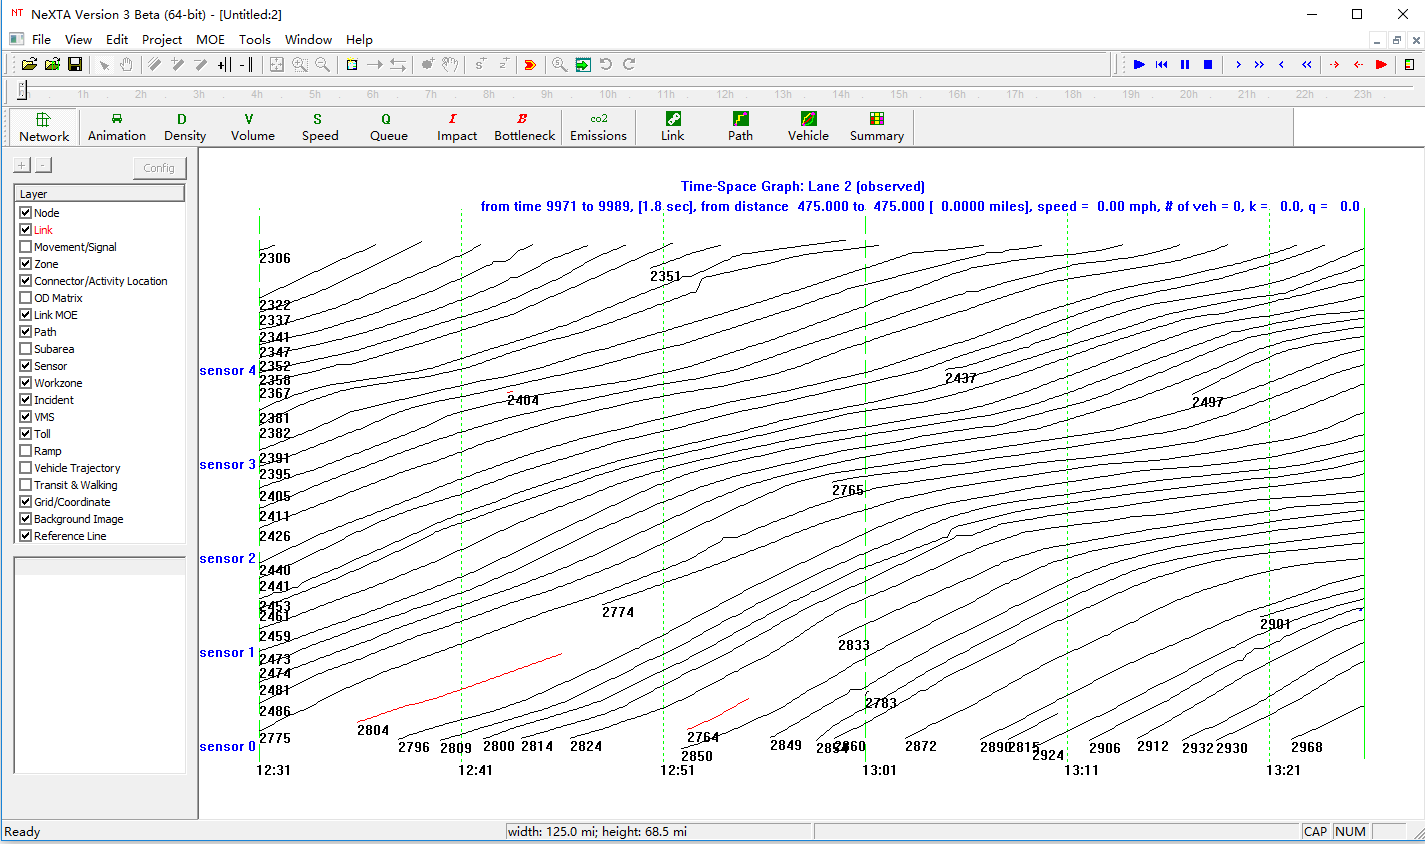 NT NeXTA Version 3 Beta (64-bit) - [Untitled:2]
File View Edit Project MOE Tools Window Help
1h 2h 3h 4h 5h 6h 7h 8h 9h 10h 11h 12h 13h 14h 15h 16h 17h 18h 19h 20h 21h 22h 23h
D V S Q I B co2
Network Animation Density Volume Speed Queue Impact Bottleneck Emissions Link Path Vehicle Summary
+ - Config
Layer
Node
Link
Movement/Signal
Zone
Connector/Activity Location
OD Matrix
Link MOE
Path
Subarea
Sensor
Workzone
Incident
VMS
Toll
Ramp
Vehicle Trajectory
Transit & Walking
Grid/Coordinate
Background Image
Reference Line
Time-Space Graph: Lane 2 (observed)
from time 9971 to 9989, [1.8 sec], from distance 475.000 to 475.000 [ 0.0000 miles], speed = 0.00 mph, # of veh = 0, k = 0.0, q = 0.0
2306
2351
2322
2337
2341
2347
2352
sensor 4
2358
2437
2367
2404
2497
2381
2382
2391
sensor 3
2395
2765
2405
2411
2426
sensor 2
2440
2441
2453
2774
2461
2901
2459
2833
sensor 1
2473
2474
2481
2783
2486
2804
2764
2775
sensor 0
2796 2809 2800 2814 2824 2850 2849 2854 2860 2872 2890 2815 2924 2906 2912 2932 2930 2968
12:31 12:41 12:51 13:01 13:11 13:21
Ready width: 125.0 mi; height: 68.5 mi CAP NUM